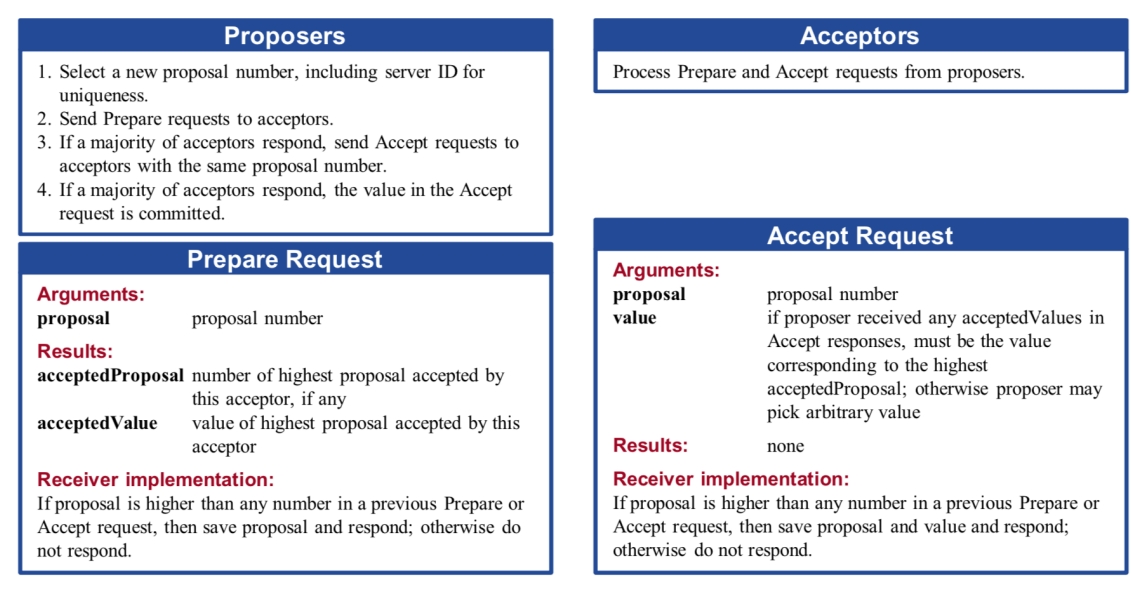 Proposers
1. Select a new proposal number, including server ID for
uniqueness.
2. Send Prepare requests to acceptors.
3. If a majority of acceptors respond, send Accept requests to
acceptors with the same proposal number.
4. If a majority of acceptors respond, the value in the Accept
request is committed.
Acceptors
Process Prepare and Accept requests from proposers.
Prepare Request
Arguments:
proposal proposal number
Results:
acceptedProposal number of highest proposal accepted by
this acceptor, if any
acceptedValue value of highest proposal accepted by this
acceptor
Receiver implementation:
If proposal is higher than any number in a previous Prepare or
Accept request, then save proposal and respond; otherwise do
not respond.
Accept Request
Arguments:
proposal proposal number
value if proposer received any acceptedValues in
Accept responses, must be the value
corresponding to the highest
acceptedProposal; otherwise proposer may
pick arbitrary value
Results: none
Receiver implementation:
If proposal is higher than any number in a previous Prepare or
Accept request, then save proposal and value and respond;
otherwise do not respond.